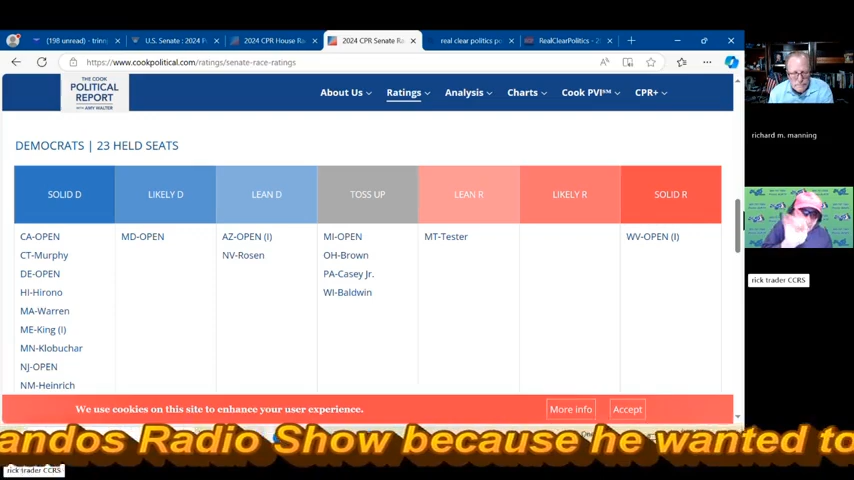 (198 unread) - trinn
U.S. Senate : 2024 P
2024 CPR House Ra
2024 CPR Senate Ra
real clear politics po
RealClearPolitics - 2
https://www.cookpolitical.com/ratings/senate-race-ratings
THE COOK
POLITICAL
REPORT
WITH AMY WALTER
About Us
Ratings
Analysis
Charts
Cook PVI℠
CPR+
DEMOCRATS | 23 HELD SEATS
SOLID D
LIKELY D
LEAN D
TOSS UP
LEAN R
LIKELY R
SOLID R
CA-OPEN
CT-Murphy
DE-OPEN
HI-Hirono
MA-Warren
ME-King (I)
MN-Klobuchar
NJ-OPEN
NM-Heinrich
MD-OPEN
AZ-OPEN (I)
NV-Rosen
MI-OPEN
OH-Brown
PA-Casey Jr.
WI-Baldwin
MT-Tester
WV-OPEN (I)
We use cookies on this site to enhance your user experience.
More info
Accept
andos Radio Show because he wanted to
rick trader CCRS
richard m. manning
rick trader CCRS